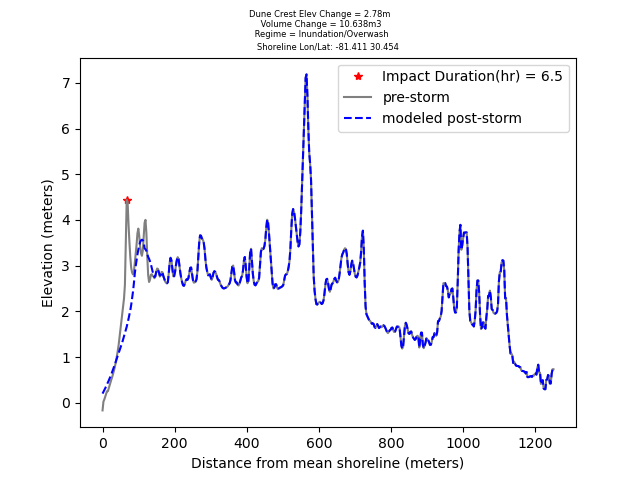 Dune Crest Elev Change = 2.78m
Volume Change = 10.638m3
Regime = Inundation/Overwash
Shoreline Lon/Lat: -81.411 30.454
Impact Duration(hr) = 6.5
pre-storm
modeled post-storm
7
6
5
4
3
2
1
0
Elevation (meters)
0 200 400 600 800 1000 1200
Distance from mean shoreline (meters)